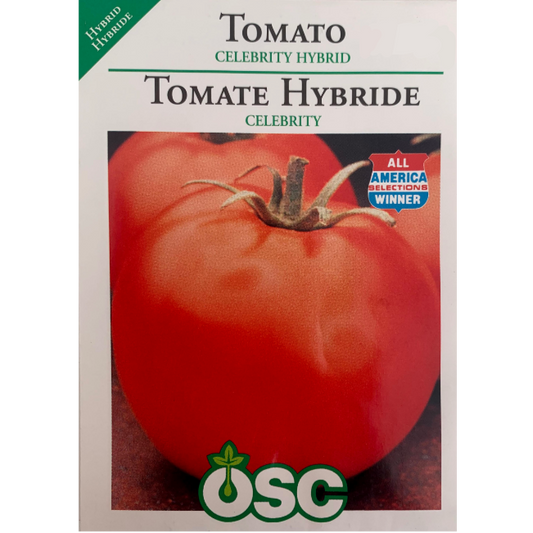 HYBRID
HYBRIDE
TOMATO
CELEBRITY HYBRID
TOMATE HYBRIDE
CELEBRITY
ALL
AMERICA
SELECTIONS
WINNER
OSC